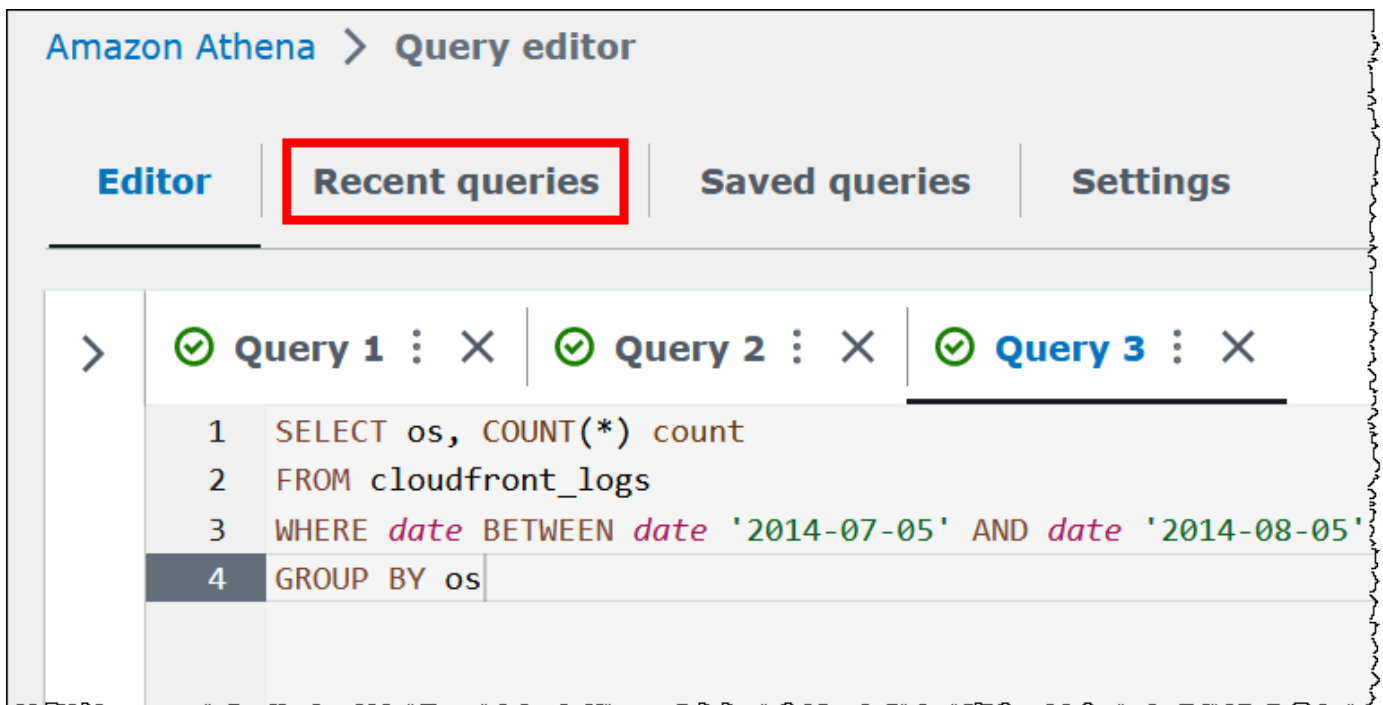 Amazon Athena > Query editor
Editor Recent queries Saved queries Settings
Query 1 Query 2 Query 3
1 SELECT os, COUNT(*) count
2 FROM cloudfront_logs
3 WHERE date BETWEEN date '2014-07-05' AND date '2014-08-05'
4 GROUP BY os